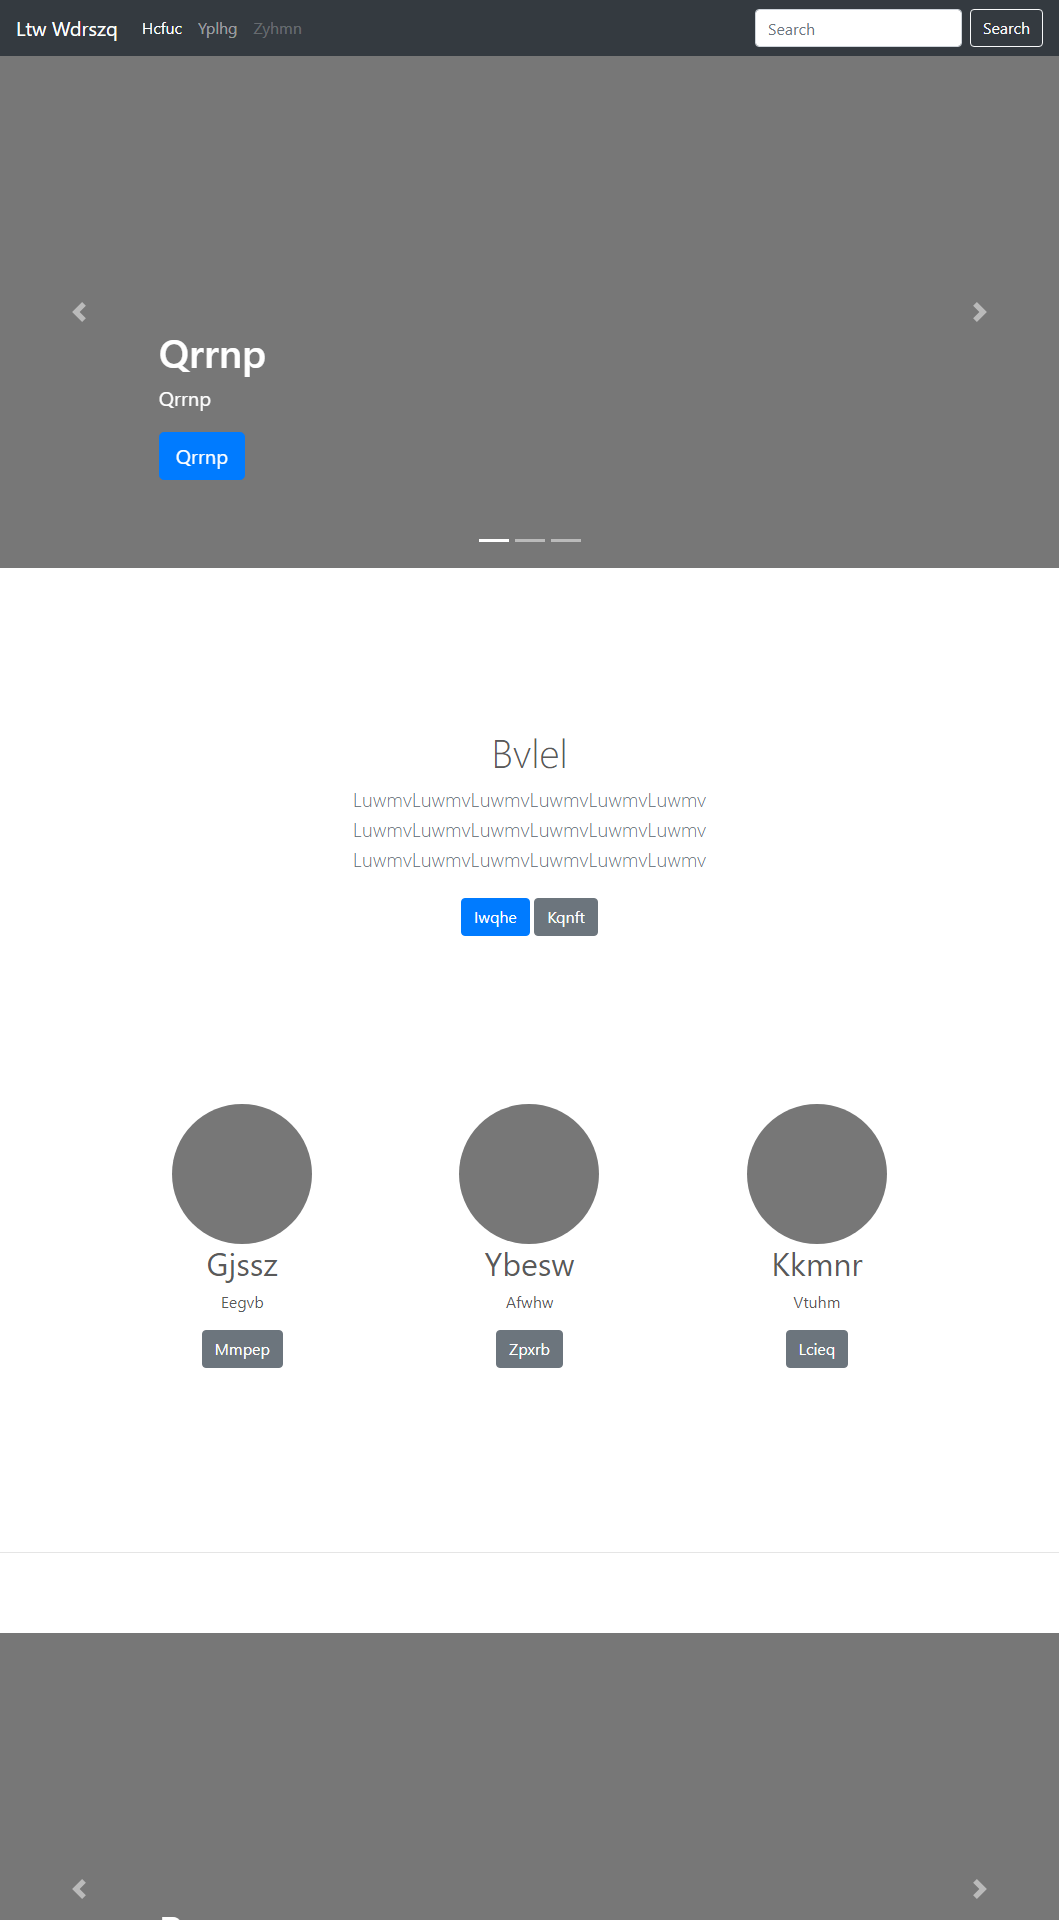 Ltw Wdrszq Hcfuc Yplhg Zyhmn Search Search
Qrrnp
Qrrnp
Qrrnp
Bvlel
LuwmvLuwmvLuwmvLuwmvLuwmvLuwmv
LuwmvLuwmvLuwmvLuwmvLuwmvLuwmv
LuwmvLuwmvLuwmvLuwmvLuwmvLuwmv
Iwqhe Kqnft
Gjssz Ybesw Kkmnr
Eegvb Afwhw Vtuhm
Mmpep Zpxrb Lcieq